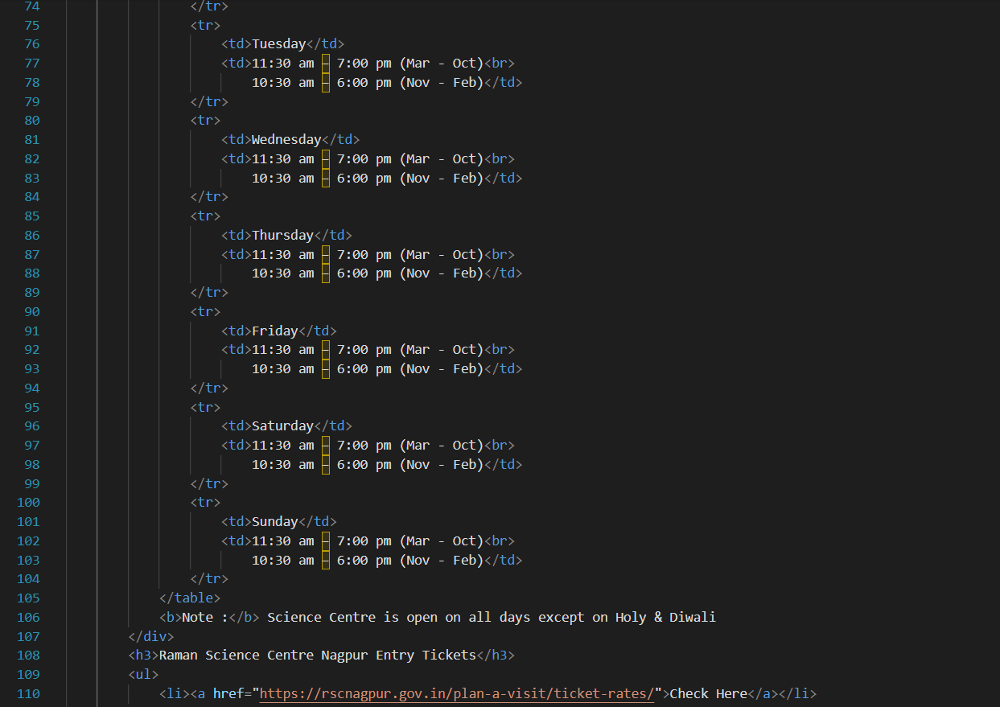 74 </tr>
75 <tr>
76 <td>Tuesday</td>
77 <td>11:30 am – 7:00 pm (Mar - Oct)<br>
78 10:30 am – 6:00 pm (Nov - Feb)</td>
79 </tr>
80 <tr>
81 <td>Wednesday</td>
82 <td>11:30 am – 7:00 pm (Mar - Oct)<br>
83 10:30 am – 6:00 pm (Nov - Feb)</td>
84 </tr>
85 <tr>
86 <td>Thursday</td>
87 <td>11:30 am – 7:00 pm (Mar - Oct)<br>
88 10:30 am – 6:00 pm (Nov - Feb)</td>
89 </tr>
90 <tr>
91 <td>Friday</td>
92 <td>11:30 am – 7:00 pm (Mar - Oct)<br>
93 10:30 am – 6:00 pm (Nov - Feb)</td>
94 </tr>
95 <tr>
96 <td>Saturday</td>
97 <td>11:30 am – 7:00 pm (Mar - Oct)<br>
98 10:30 am – 6:00 pm (Nov - Feb)</td>
99 </tr>
100 <tr>
101 <td>Sunday</td>
102 <td>11:30 am – 7:00 pm (Mar - Oct)<br>
103 10:30 am – 6:00 pm (Nov - Feb)</td>
104 </tr>
105 </table>
106 <b>Note :</b> Science Centre is open on all days except on Holy & Diwali
107 </div>
108 <h3>Raman Science Centre Nagpur Entry Tickets</h3>
109 <ul>
110 <li><a href="https://rscnagpur.gov.in/plan-a-visit/ticket-rates/">Check Here</a></li>